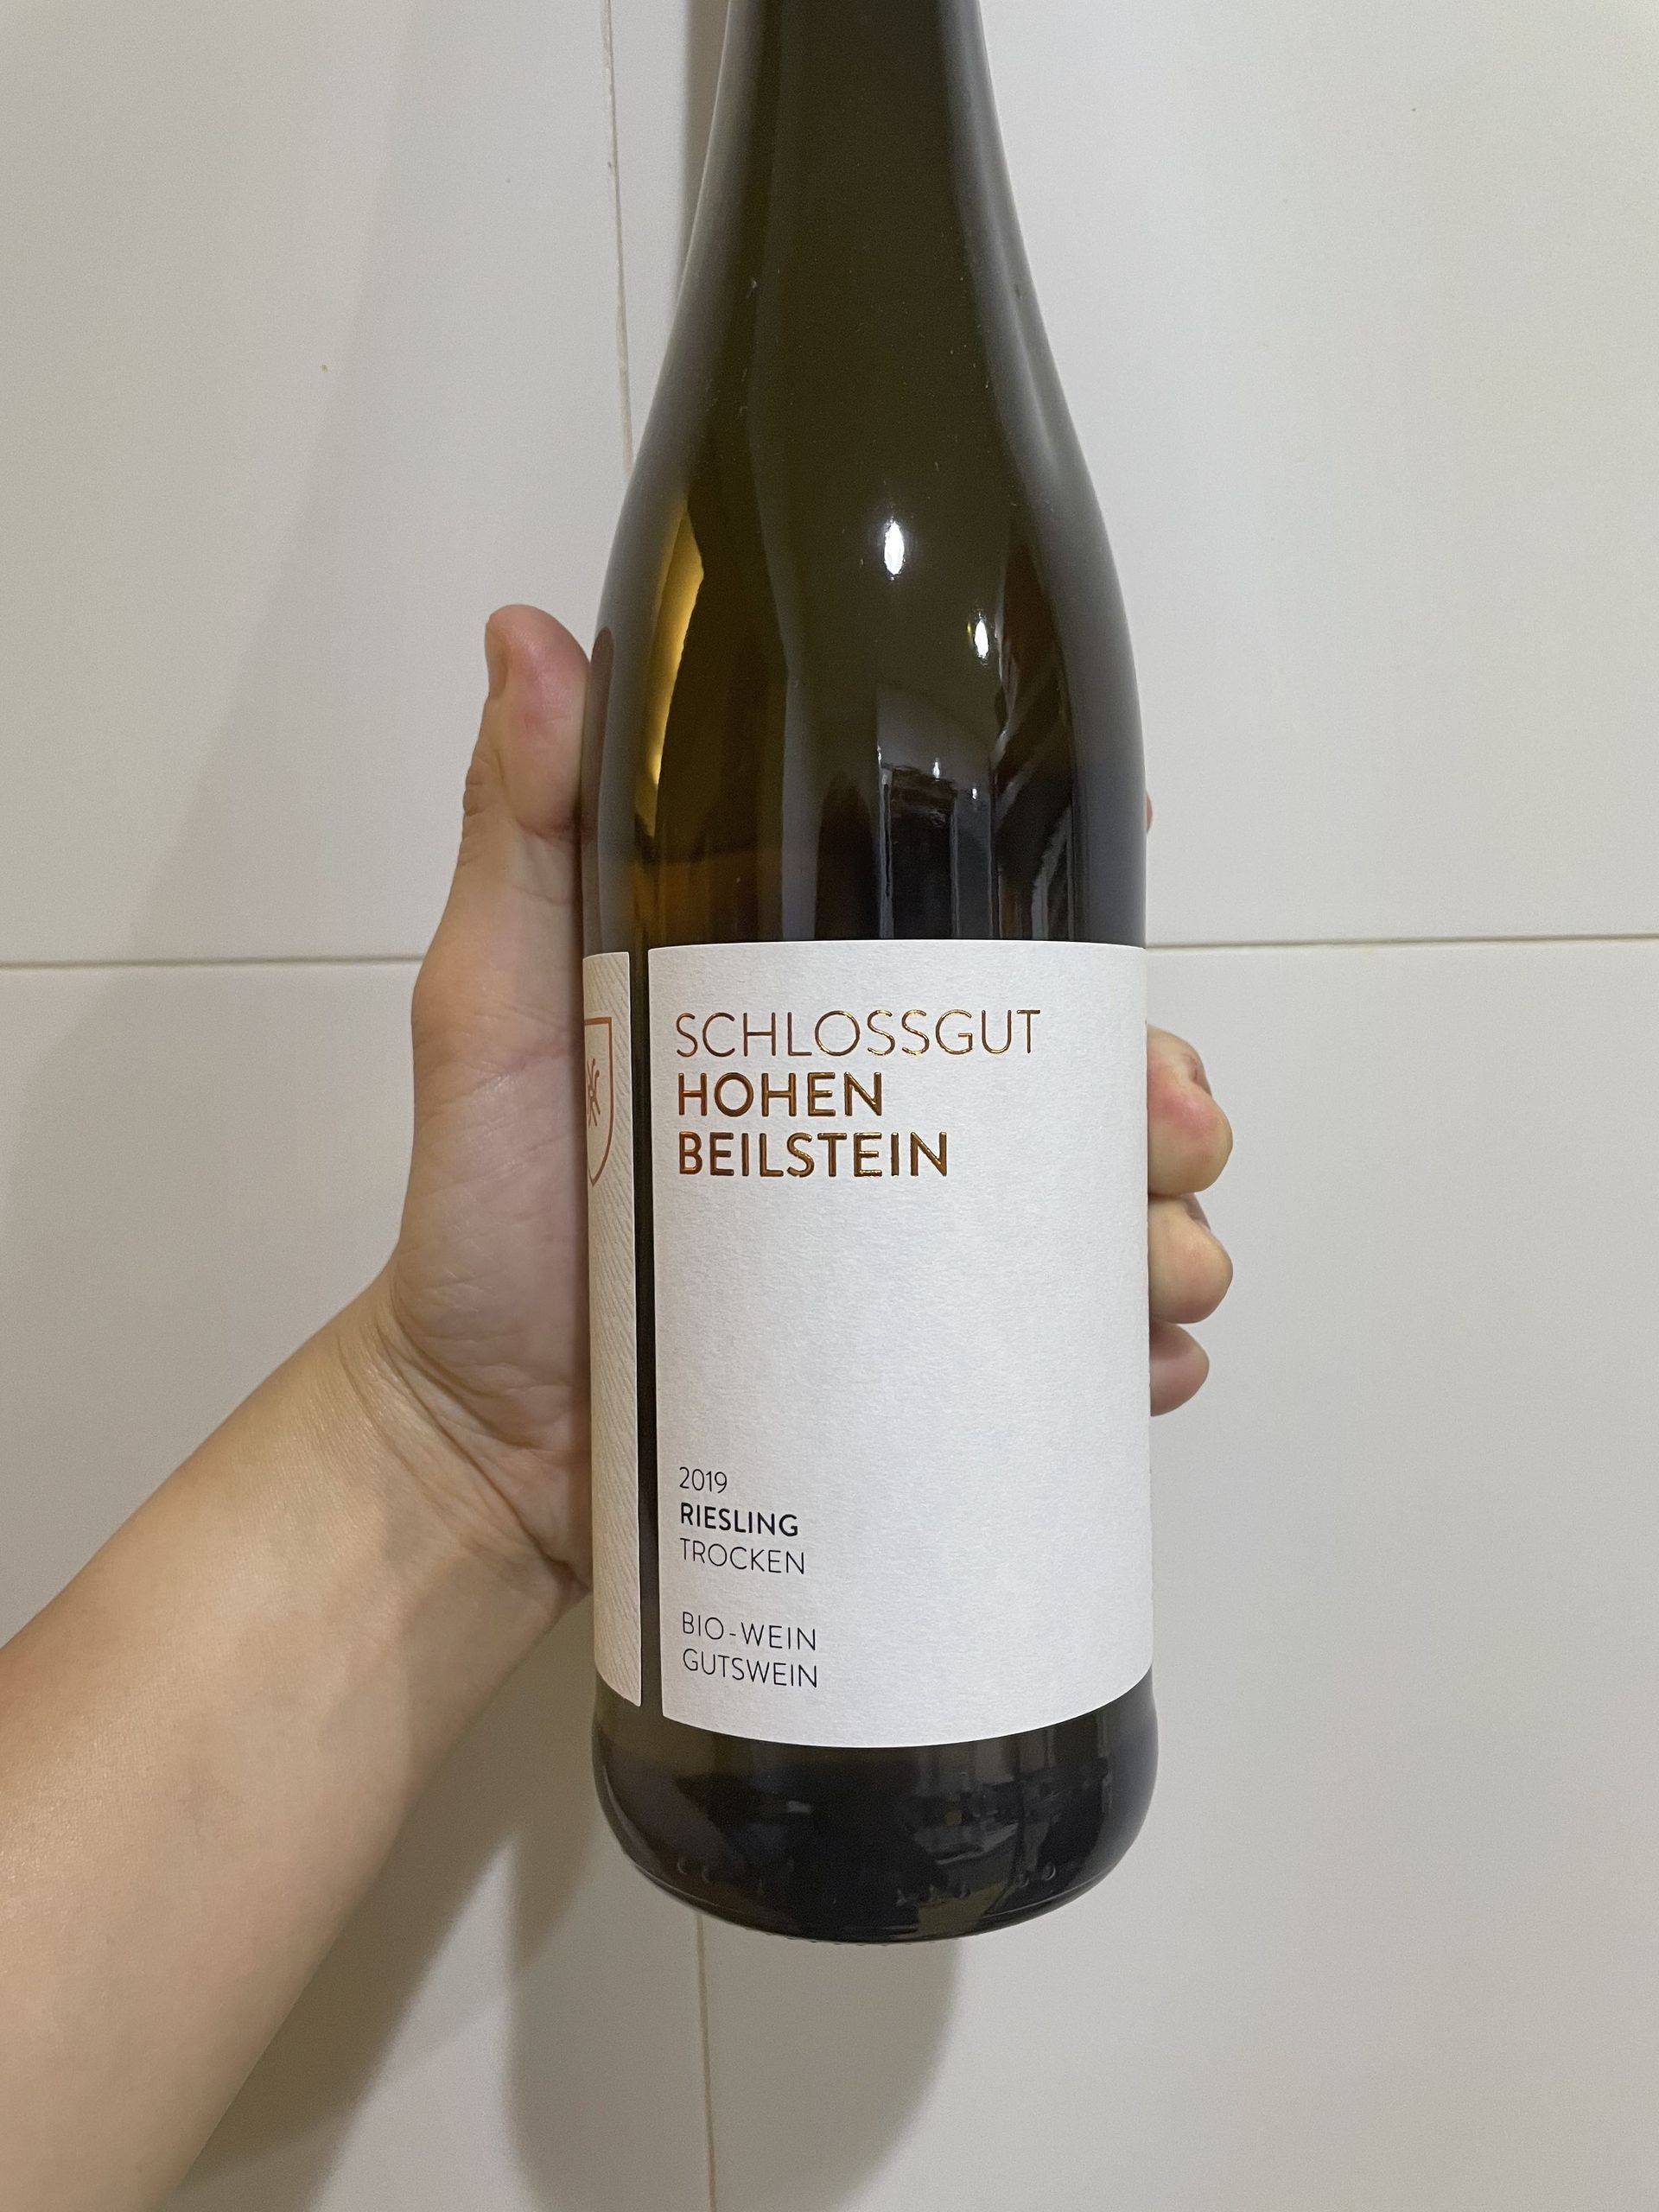 SCHLOSSGUT
HOHEN
BEILSTEIN
2019
RIESLING
TROCKEN
BIO-WEIN
GUTSWEIN